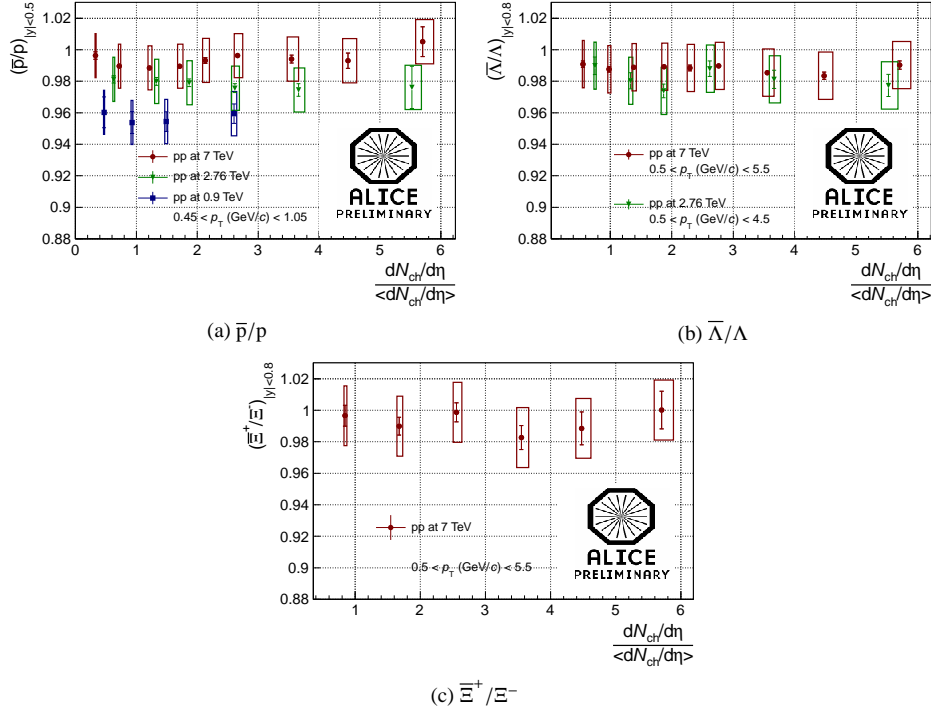 (p̅/p)|y|<0.5
1.02
1
0.98
0.96
0.94
0.92
0.9
0.88
pp at 7 TeV
pp at 2.76 TeV
pp at 0.9 TeV
0.45 < pT (GeV/c) < 1.05
ALICE
PRELIMINARY
0 1 2 3 4 5 6
dNch/dη
<dNch/dη>
(a) p̅/p
(Λ̅/Λ)|y|<0.8
1.02
1
0.98
0.96
0.94
0.92
0.9
0.88
pp at 7 TeV
0.5 < pT (GeV/c) < 5.5
pp at 2.76 TeV
0.5 < pT (GeV/c) < 4.5
ALICE
PRELIMINARY
0 1 2 3 4 5 6
dNch/dη
<dNch/dη>
(b) Λ̅/Λ
(Ξ̅⁺/Ξ⁻)|y|<0.8
1.02
1
0.98
0.96
0.94
0.92
0.9
0.88
pp at 7 TeV
0.5 < pT (GeV/c) < 5.5
ALICE
PRELIMINARY
1 2 3 4 5 6
dNch/dη
<dNch/dη>
(c) Ξ̅⁺/Ξ⁻